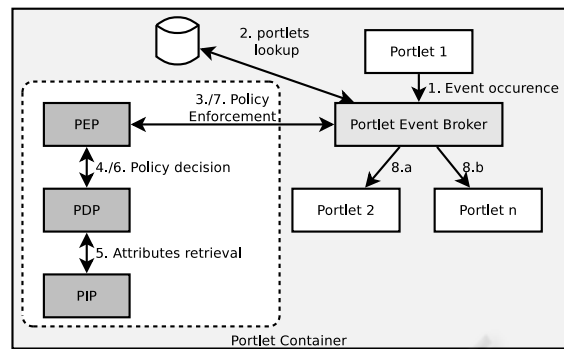 2. portlets
lookup
Portlet 1
1. Event occurence
3./7. Policy
Enforcement
PEP
Portlet Event Broker
4./6. Policy decision
8.a
8.b
PDP
Portlet 2
Portlet n
5. Attributes retrieval
PIP
Portlet Container